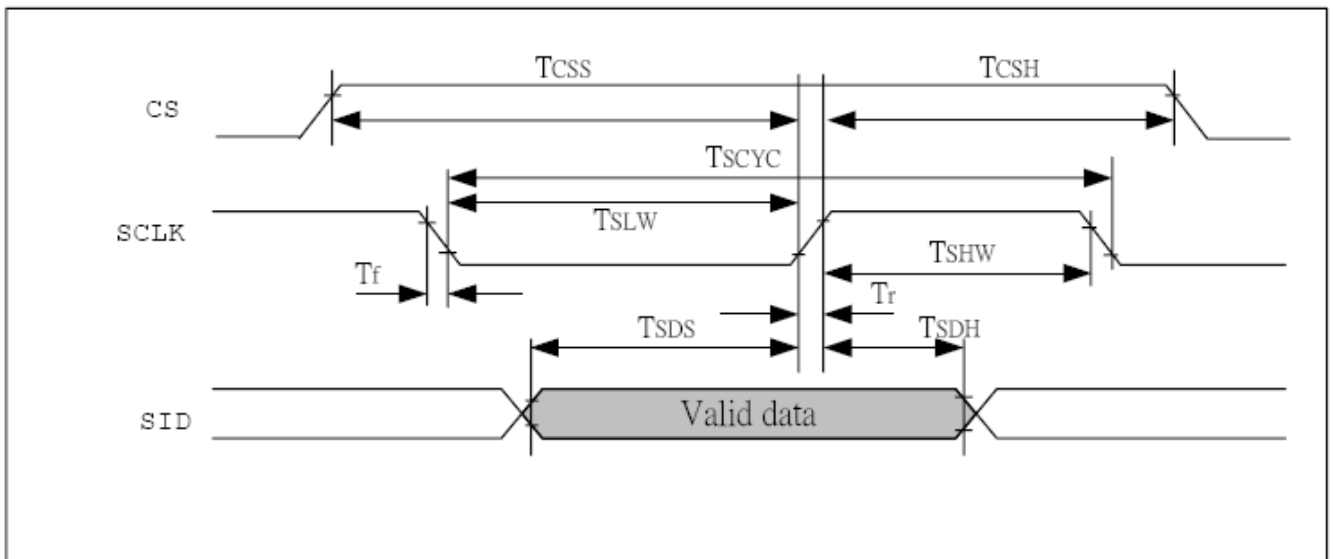 TCSS
TCSH
CS
TSCYC
TSLW
SCLK
TSHW
Tf
Tr
TSDS
TSDH
Valid data
SID